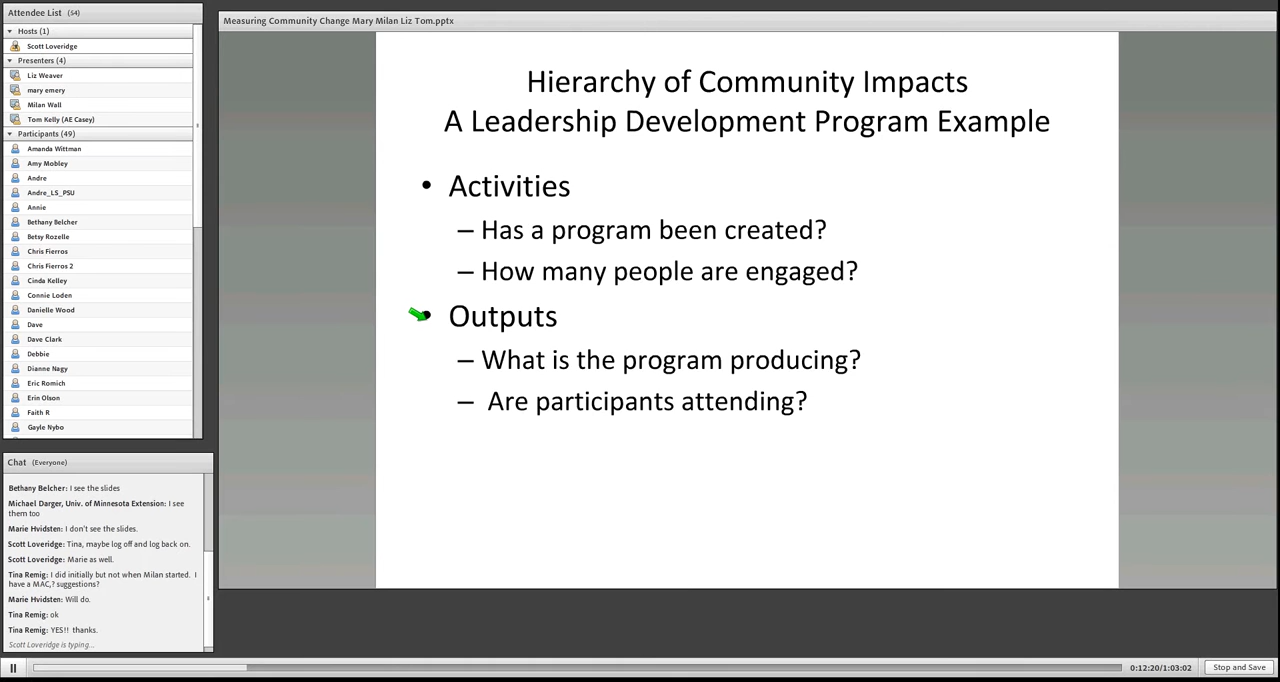 Attendee List (54)
Hosts (1)
Scott Loveridge
Presenters (4)
Liz Weaver
mary emery
Milan Wall
Tom Kelly (AE Casey)
Participants (49)
Amanda Wittman
Amy Mobley
Andre
Andre_LS_PSU
Annie
Bethany Belcher
Betsy Rozelle
Chris Fierros
Chris Fierros 2
Cinda Kelley
Connie Loden
Danielle Wood
Dave
Dave Clark
Debbie
Dianne Nagy
Eric Romich
Erin Olson
Faith R
Gayle Nybo
Chat (Everyone)
Bethany Belcher: I see the slides
Michael Darger, Univ. of Minnesota Extension: I see
them too
Marie Hvidsten: I don't see the slides.
Scott Loveridge: Tina, maybe log off and log back on.
Scott Loveridge: Marie as well.
Tina Remig: I did initially but not when Milan started. I
have a MAC,? suggestions?
Marie Hvidsten: Will do.
Tina Remig: ok
Tina Remig: YES!! thanks.
Scott Loveridge is typing...
Measuring Community Change Mary Milan Liz Tom.pptx
Hierarchy of Community Impacts
A Leadership Development Program Example
• Activities
– Has a program been created?
– How many people are engaged?
• Outputs
– What is the program producing?
– Are participants attending?
0:12:20/1:03:02
Stop and Save